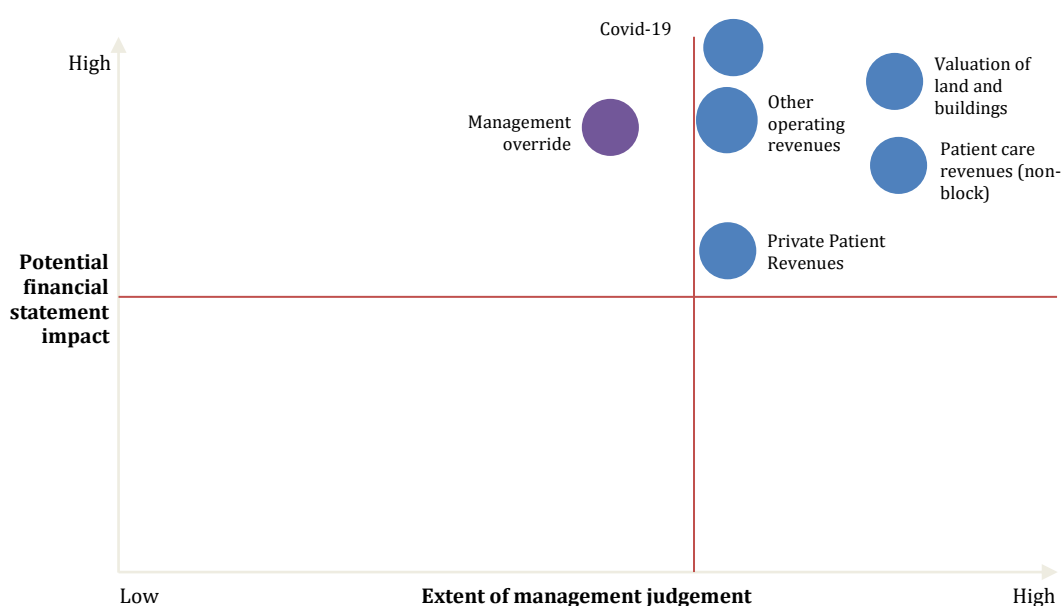 Covid-19
High
Valuation of
land and
buildings
Other
operating
revenues
Management
override
Patient care
revenues (non-
block)
Private Patient
Revenues
Potential
financial
statement
impact
Low
Extent of management judgement
High